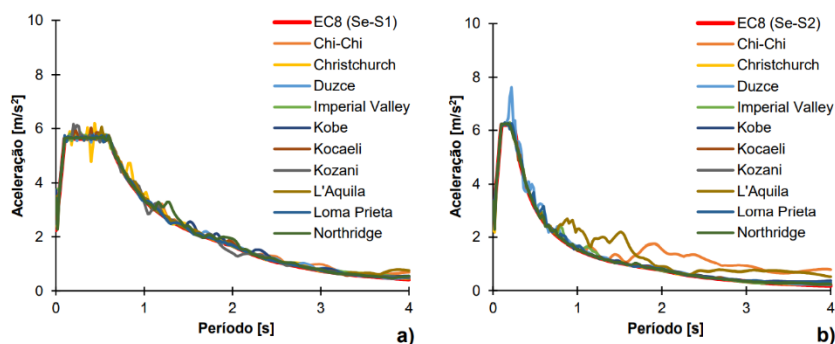 10
8
6
4
2
0
Aceleração [m/s²]
0
1
2
3
4
Período [s]
a)
EC8 (Se-S1)
Chi-Chi
Christchurch
Duzce
Imperial Valley
Kobe
Kocaeli
Kozani
L'Aquila
Loma Prieta
Northridge
10
8
6
4
2
0
Aceleração [m/s²]
0
1
2
3
4
Período [s]
b)
EC8 (Se-S2)
Chi-Chi
Christchurch
Duzce
Imperial Valley
Kobe
Kocaeli
Kozani
L'Aquila
Loma Prieta
Northridge